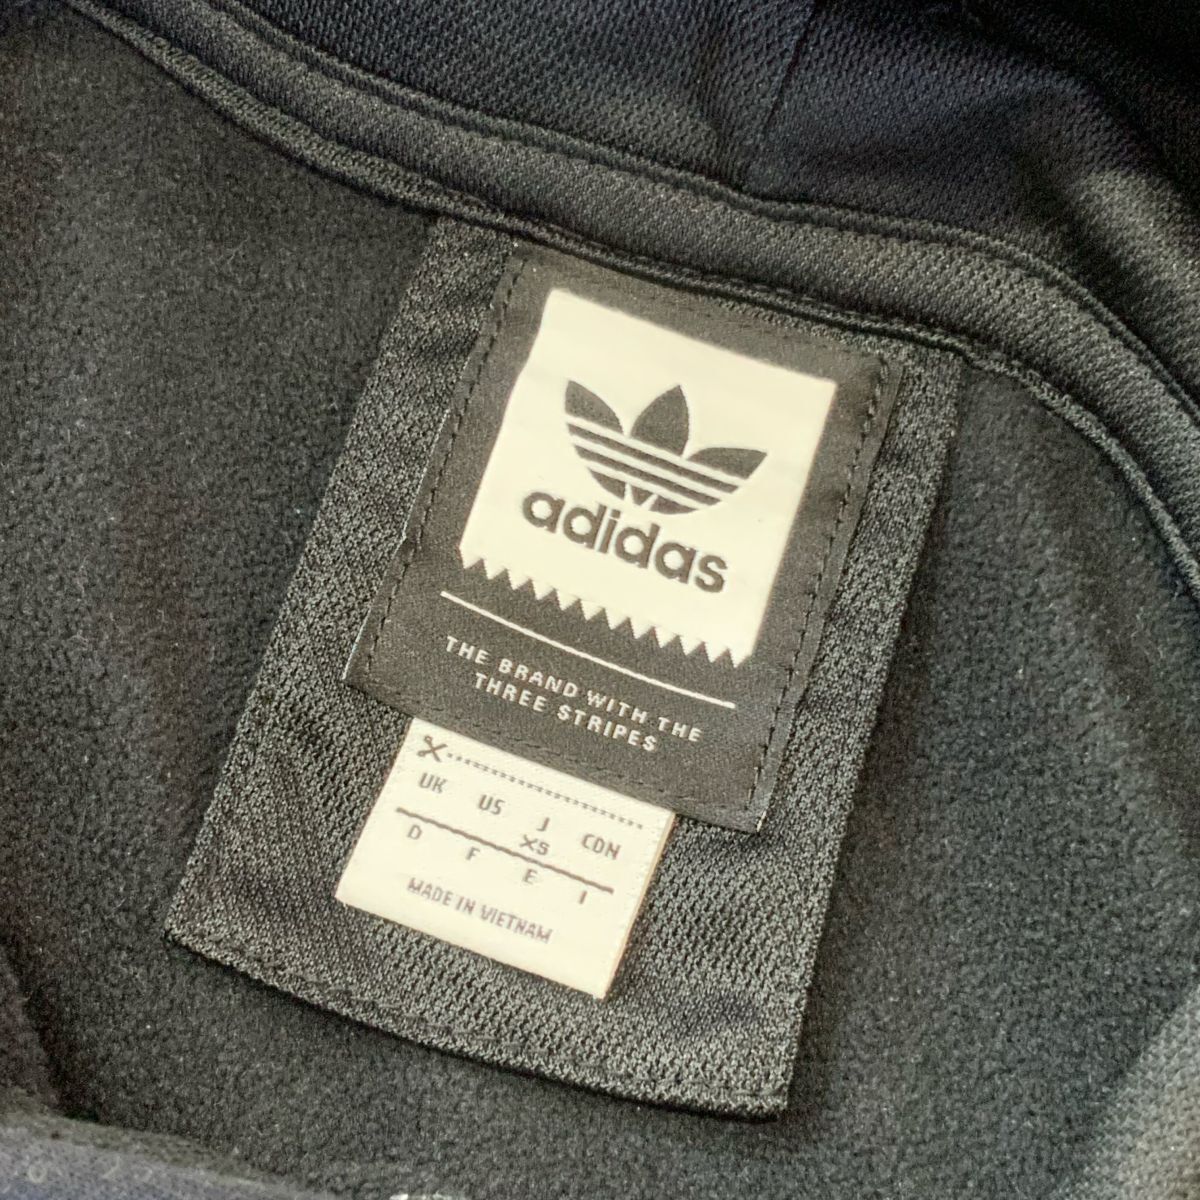 adidas
THE BRAND WITH THE
THREE STRIPES
UK US J CDN
XS
D F E I
MADE IN VIETNAM